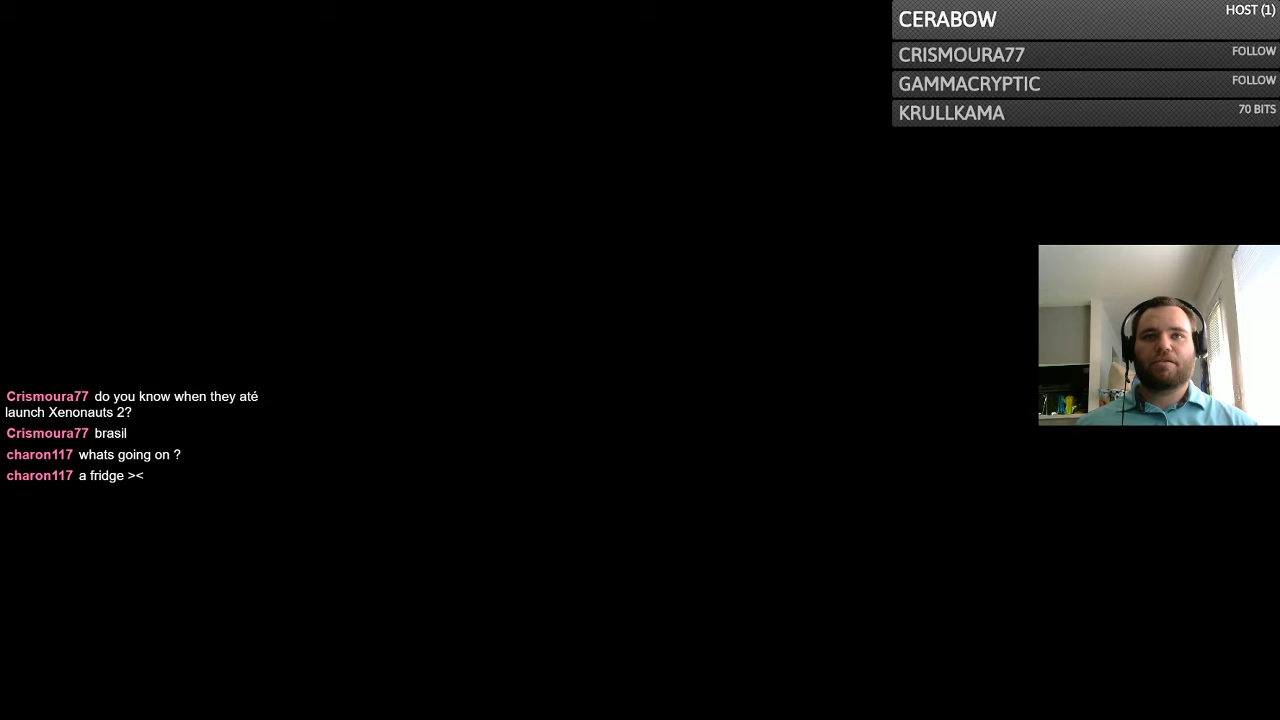 CERABOW HOST (1)
CRISMOURA77 FOLLOW
GAMMACRYPTIC FOLLOW
KRULLKAMA 70 BITS
Crismoura77 do you know when they até
launch Xenonauts 2?
Crismoura77 brasil
charon117 whats going on ?
charon117 a fridge ><